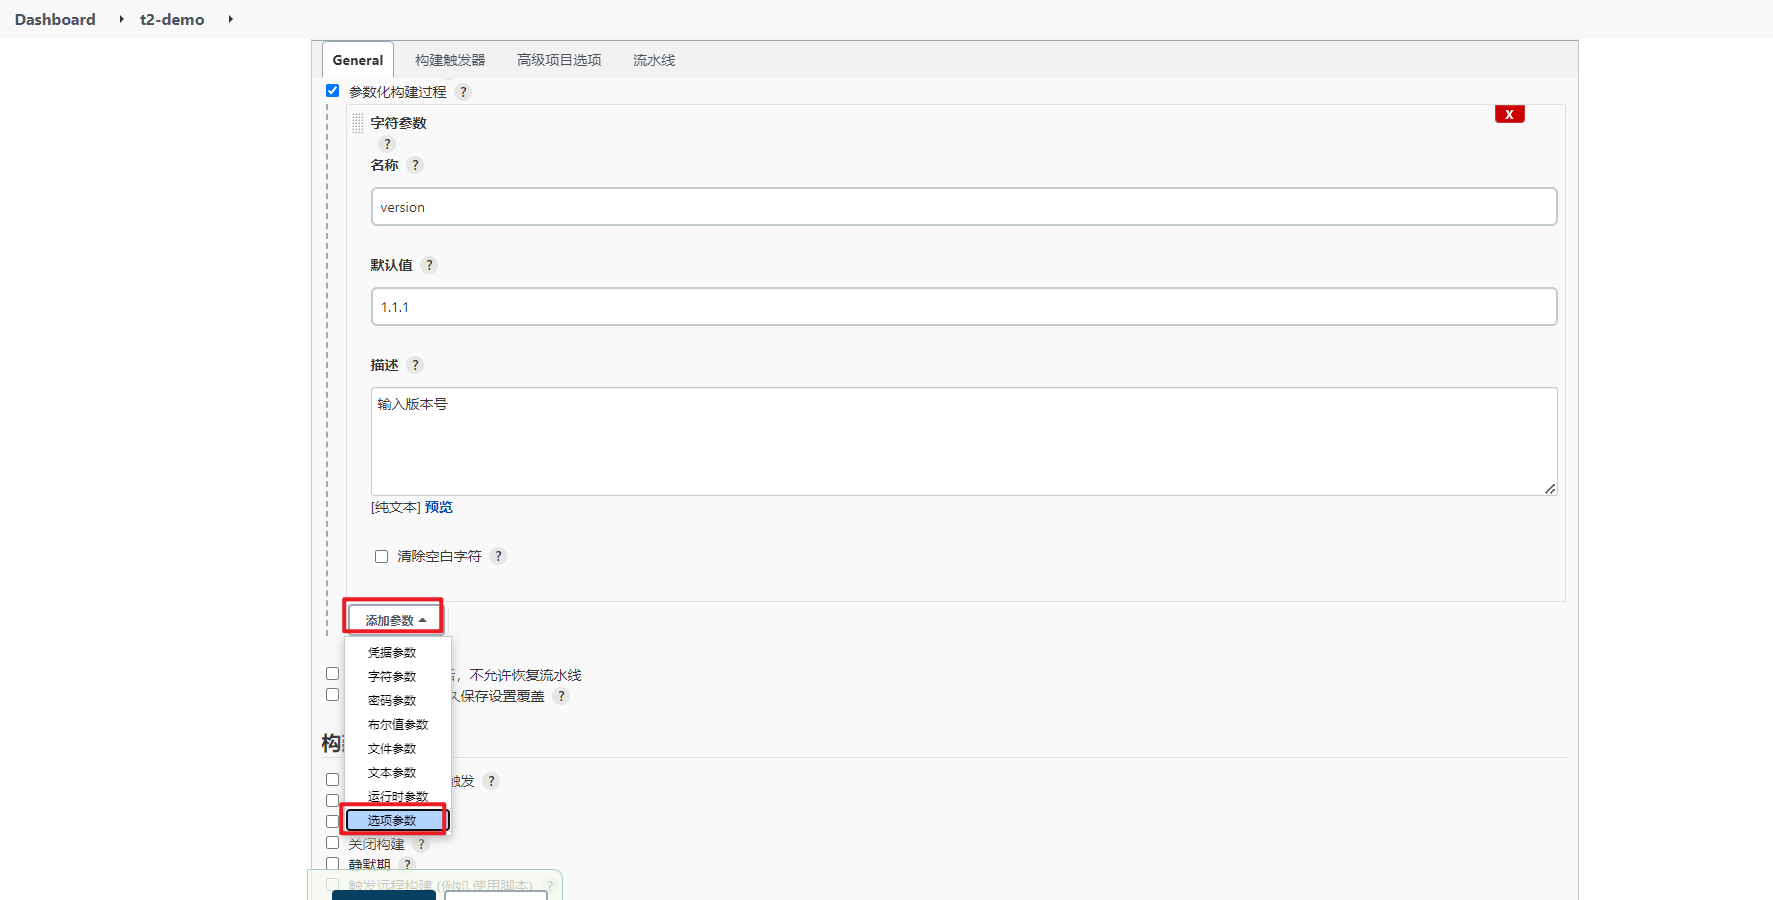 Dashboard t2-demo
General 构建触发器 高级项目选项 流水线
参数化构建过程 ?
X
字符参数
?
名称 ?
version
默认值 ?
1.1.1
描述 ?
输入版本号
[纯文本] 预览
清除空白字符 ?
添加参数
凭据参数
字符参数
密码参数
布尔值参数
文件参数
文本参数
运行时参数
选项参数
，不允许恢复流水线
保存设置覆盖 ?
构
触发 ?
关闭构建 ?
静默期 ?
触发远程构建 (例如,使用脚本) ?